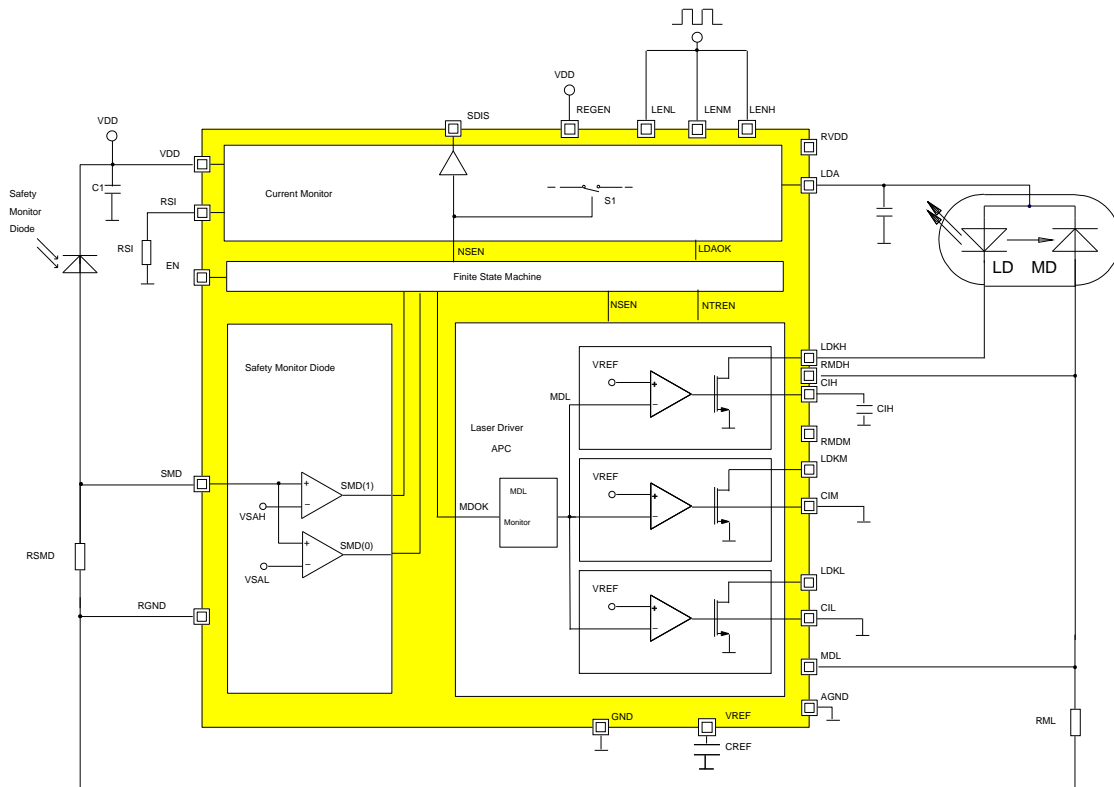 VDD
SDIS
REGEN
LENL
LENM
LENH
VDD
VDD
RVDD
C1
Current Monitor
S1
LDA
Safety
Monitor
Diode
RSI
RSI
EN
NSEN
LDAOK
Finite State Machine
LD
MD
NSEN
NTREN
Safety Monitor Diode
Laser Driver
APC
VREF
MDL
LDKH
RMDH
CIH
CIH
RMDM
SMD
VSAH
SMD(1)
VSAL
SMD(0)
MDOK
MDL
Monitor
VREF
LDKM
CIM
RSMD
RGND
VREF
LDKL
CIL
MDL
AGND
GND
VREF
CREF
RML